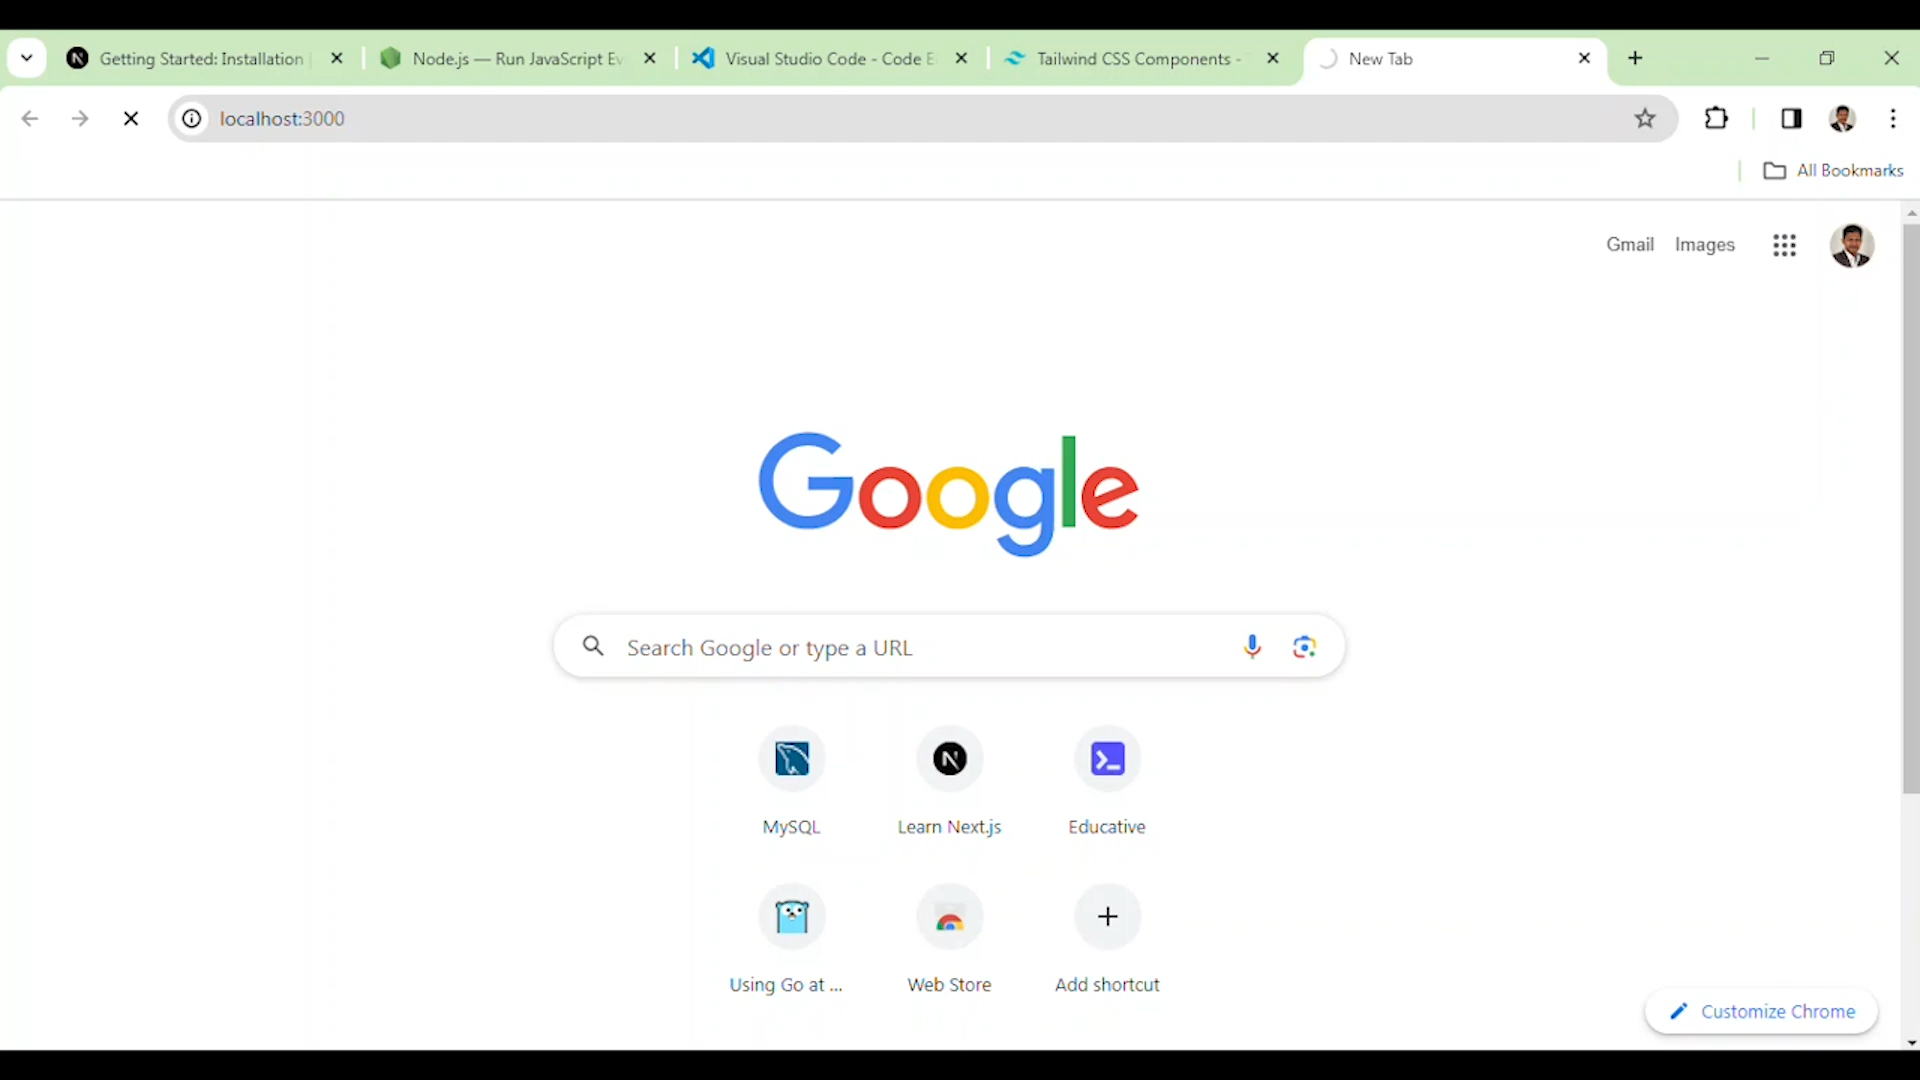 Getting Started: Installation
Node.js — Run JavaScript Ev
Visual Studio Code - Code E
Tailwind CSS Components -
New Tab
localhost:3000
All Bookmarks
Gmail
Images
Google
Search Google or type a URL
MySQL
Learn Next.js
Educative
Using Go at ...
Web Store
Add shortcut
Customize Chrome